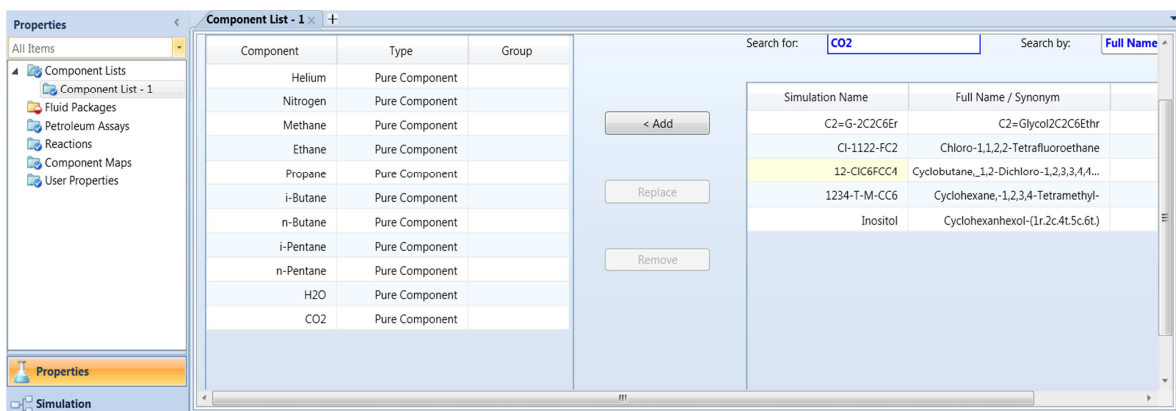 Properties
All Items
Component Lists
Component List - 1
Fluid Packages
Petroleum Assays
Reactions
Component Maps
User Properties
Properties
Simulation
Component List - 1 × +
Component Type Group
Helium Pure Component
Nitrogen Pure Component
Methane Pure Component
Ethane Pure Component
Propane Pure Component
i-Butane Pure Component
n-Butane Pure Component
i-Pentane Pure Component
n-Pentane Pure Component
H2O Pure Component
CO2 Pure Component
< Add
Replace
Remove
Search for: CO2 Search by: Full Name
Simulation Name Full Name / Synonym
C2=G-2C2C6Er C2=Glycol2C2C6Ethr
Cl-1122-FC2 Chloro-1,1,2,2-Tetrafluoroethane
12-ClC6FCC4 Cyclobutane,_1,2-Dichloro-1,2,3,3,4,4...
1234-T-M-CC6 Cyclohexane,-1,2,3,4-Tetramethyl-
Inositol Cyclohexanhexol-(1r.2c.4t.5c.6t.)